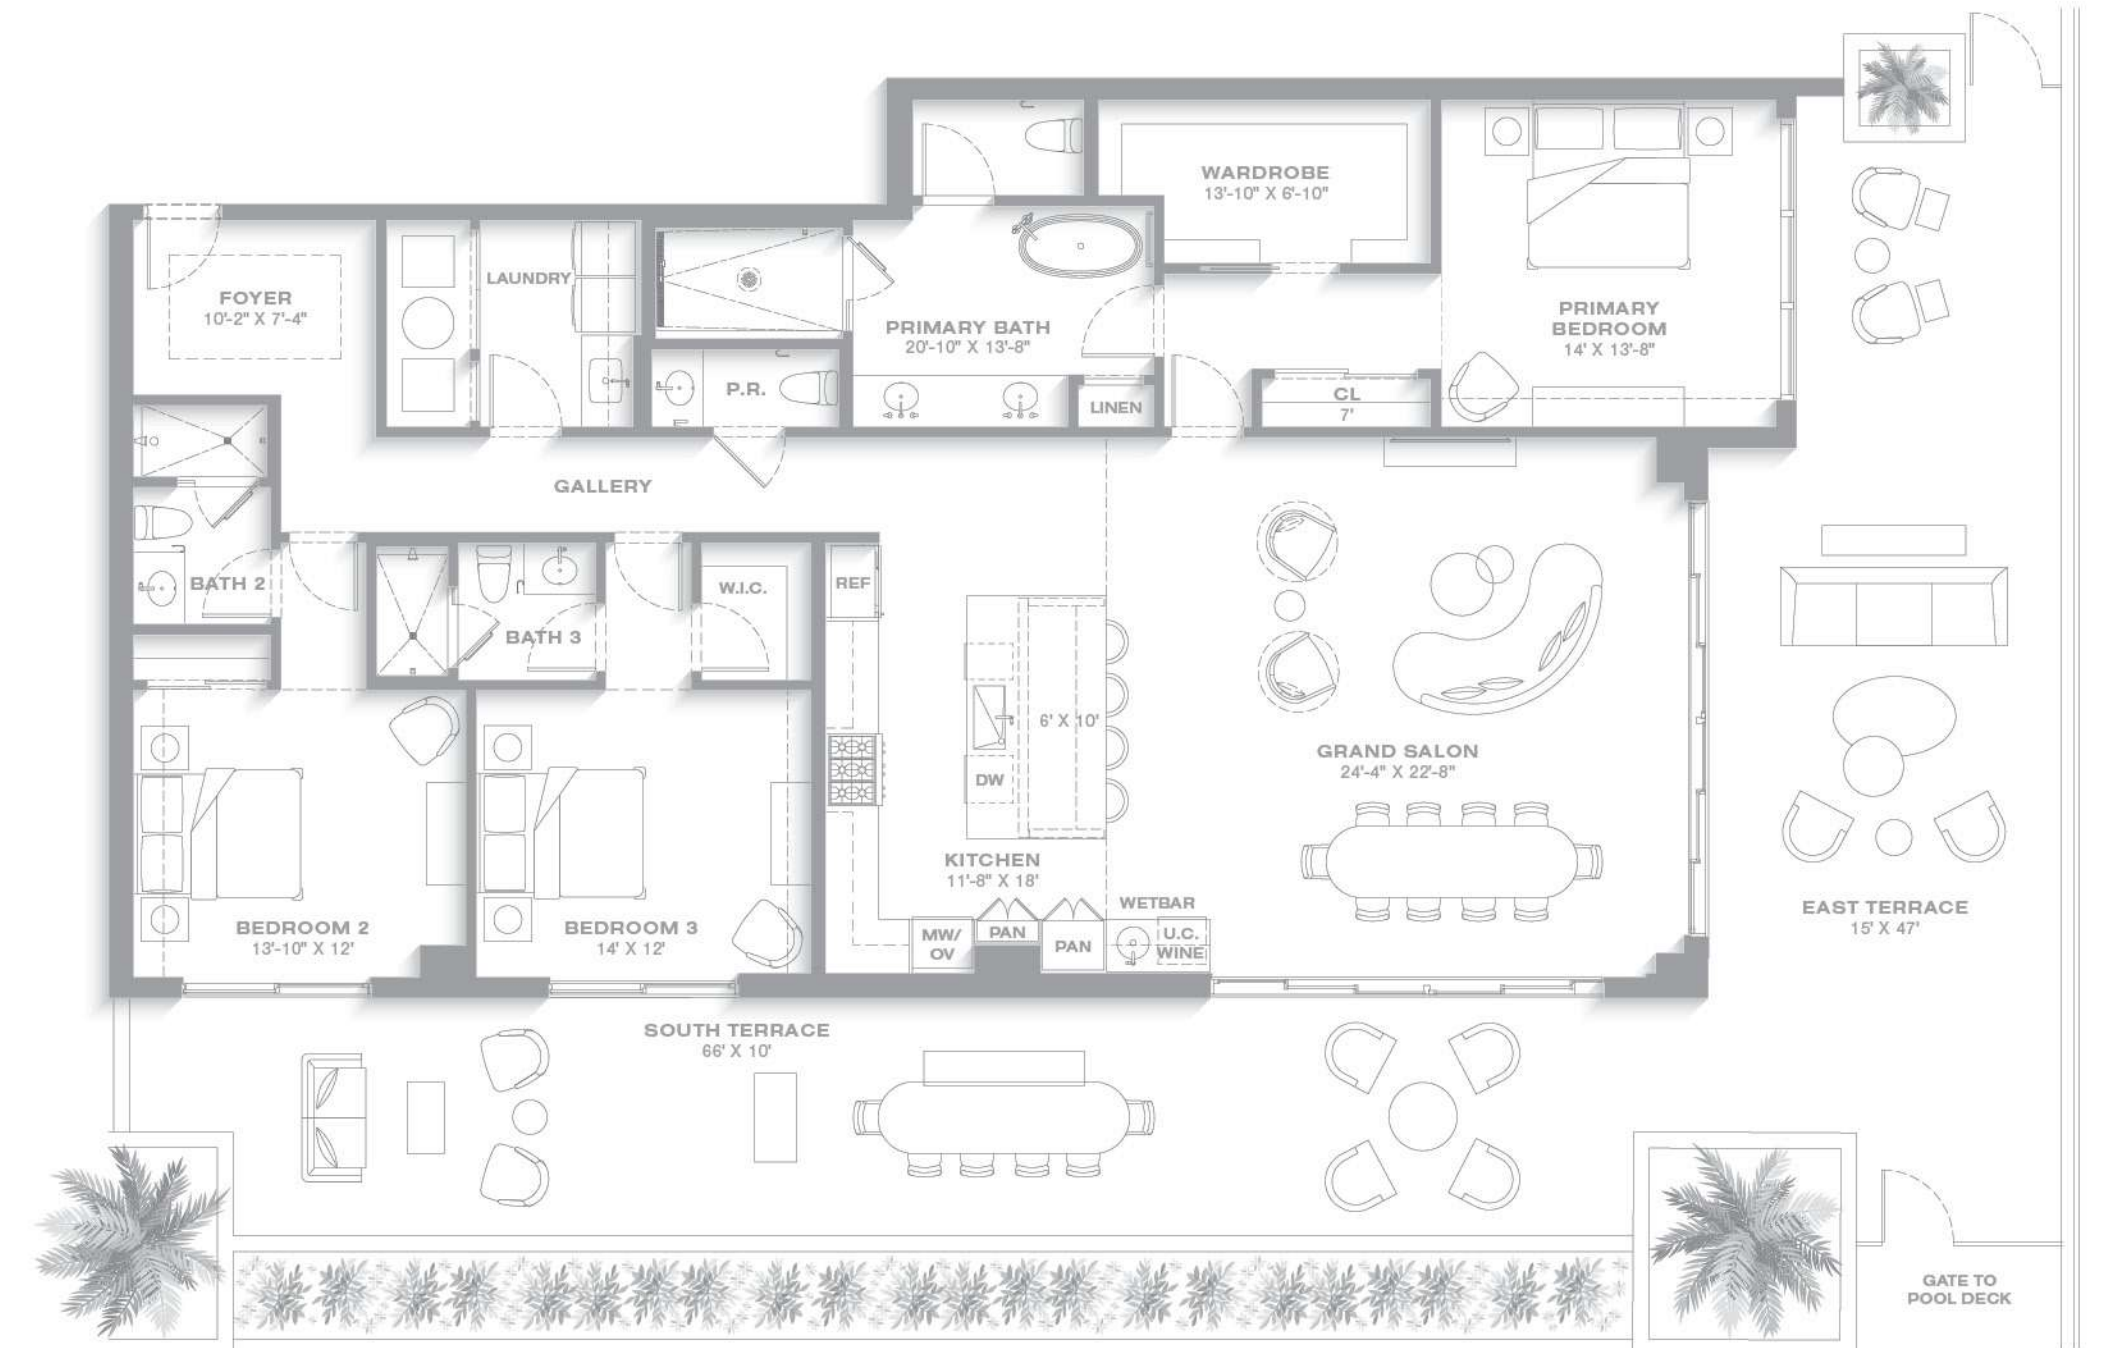 WARDROBE
13'-10" X 6'-10"
LAUNDRY
FOYER
10'-2" X 7'-4"
PRIMARY BATH
20'-10" X 13'-8"
PRIMARY
BEDROOM
14' X 13'-8"
P.R.
LINEN
CL
7'
GALLERY
BATH 2
BATH 3
W.I.C.
REF
6' X 10'
DW
GRAND SALON
24'-4" X 22'-8"
KITCHEN
11'-8" X 18'
WETBAR
BEDROOM 2
13'-10" X 12'
BEDROOM 3
14' X 12'
MW/
OV
PAN
PAN
U.C.
WINE
EAST TERRACE
15' X 47'
SOUTH TERRACE
66' X 10'
GATE TO
POOL DECK